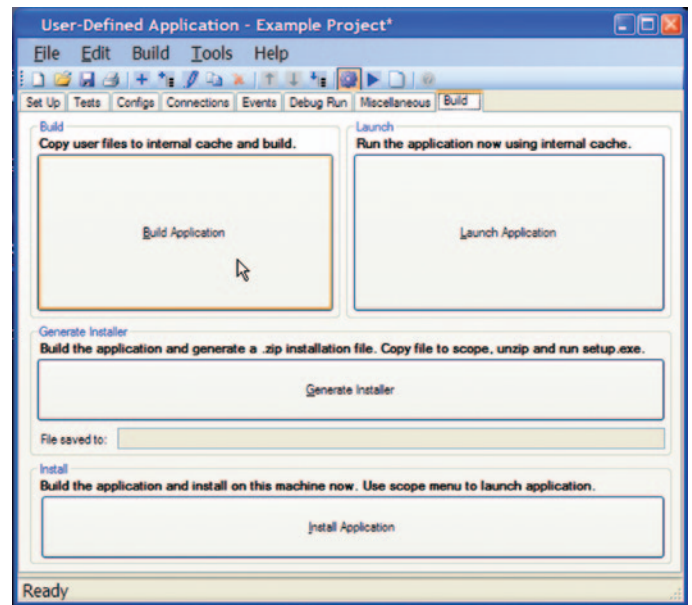 User-Defined Application - Example Project*
File Edit Build Tools Help
Set Up Tests Configs Connections Events Debug Run Miscellaneous Build
Build
Copy user files to internal cache and build.
Build Application
Launch
Run the application now using internal cache.
Launch Application
Generate Installer
Build the application and generate a .zip installation file. Copy file to scope, unzip and run setup.exe.
Generate Installer
File saved to:
Install
Build the application and install on this machine now. Use scope menu to launch application.
Install Application
Ready